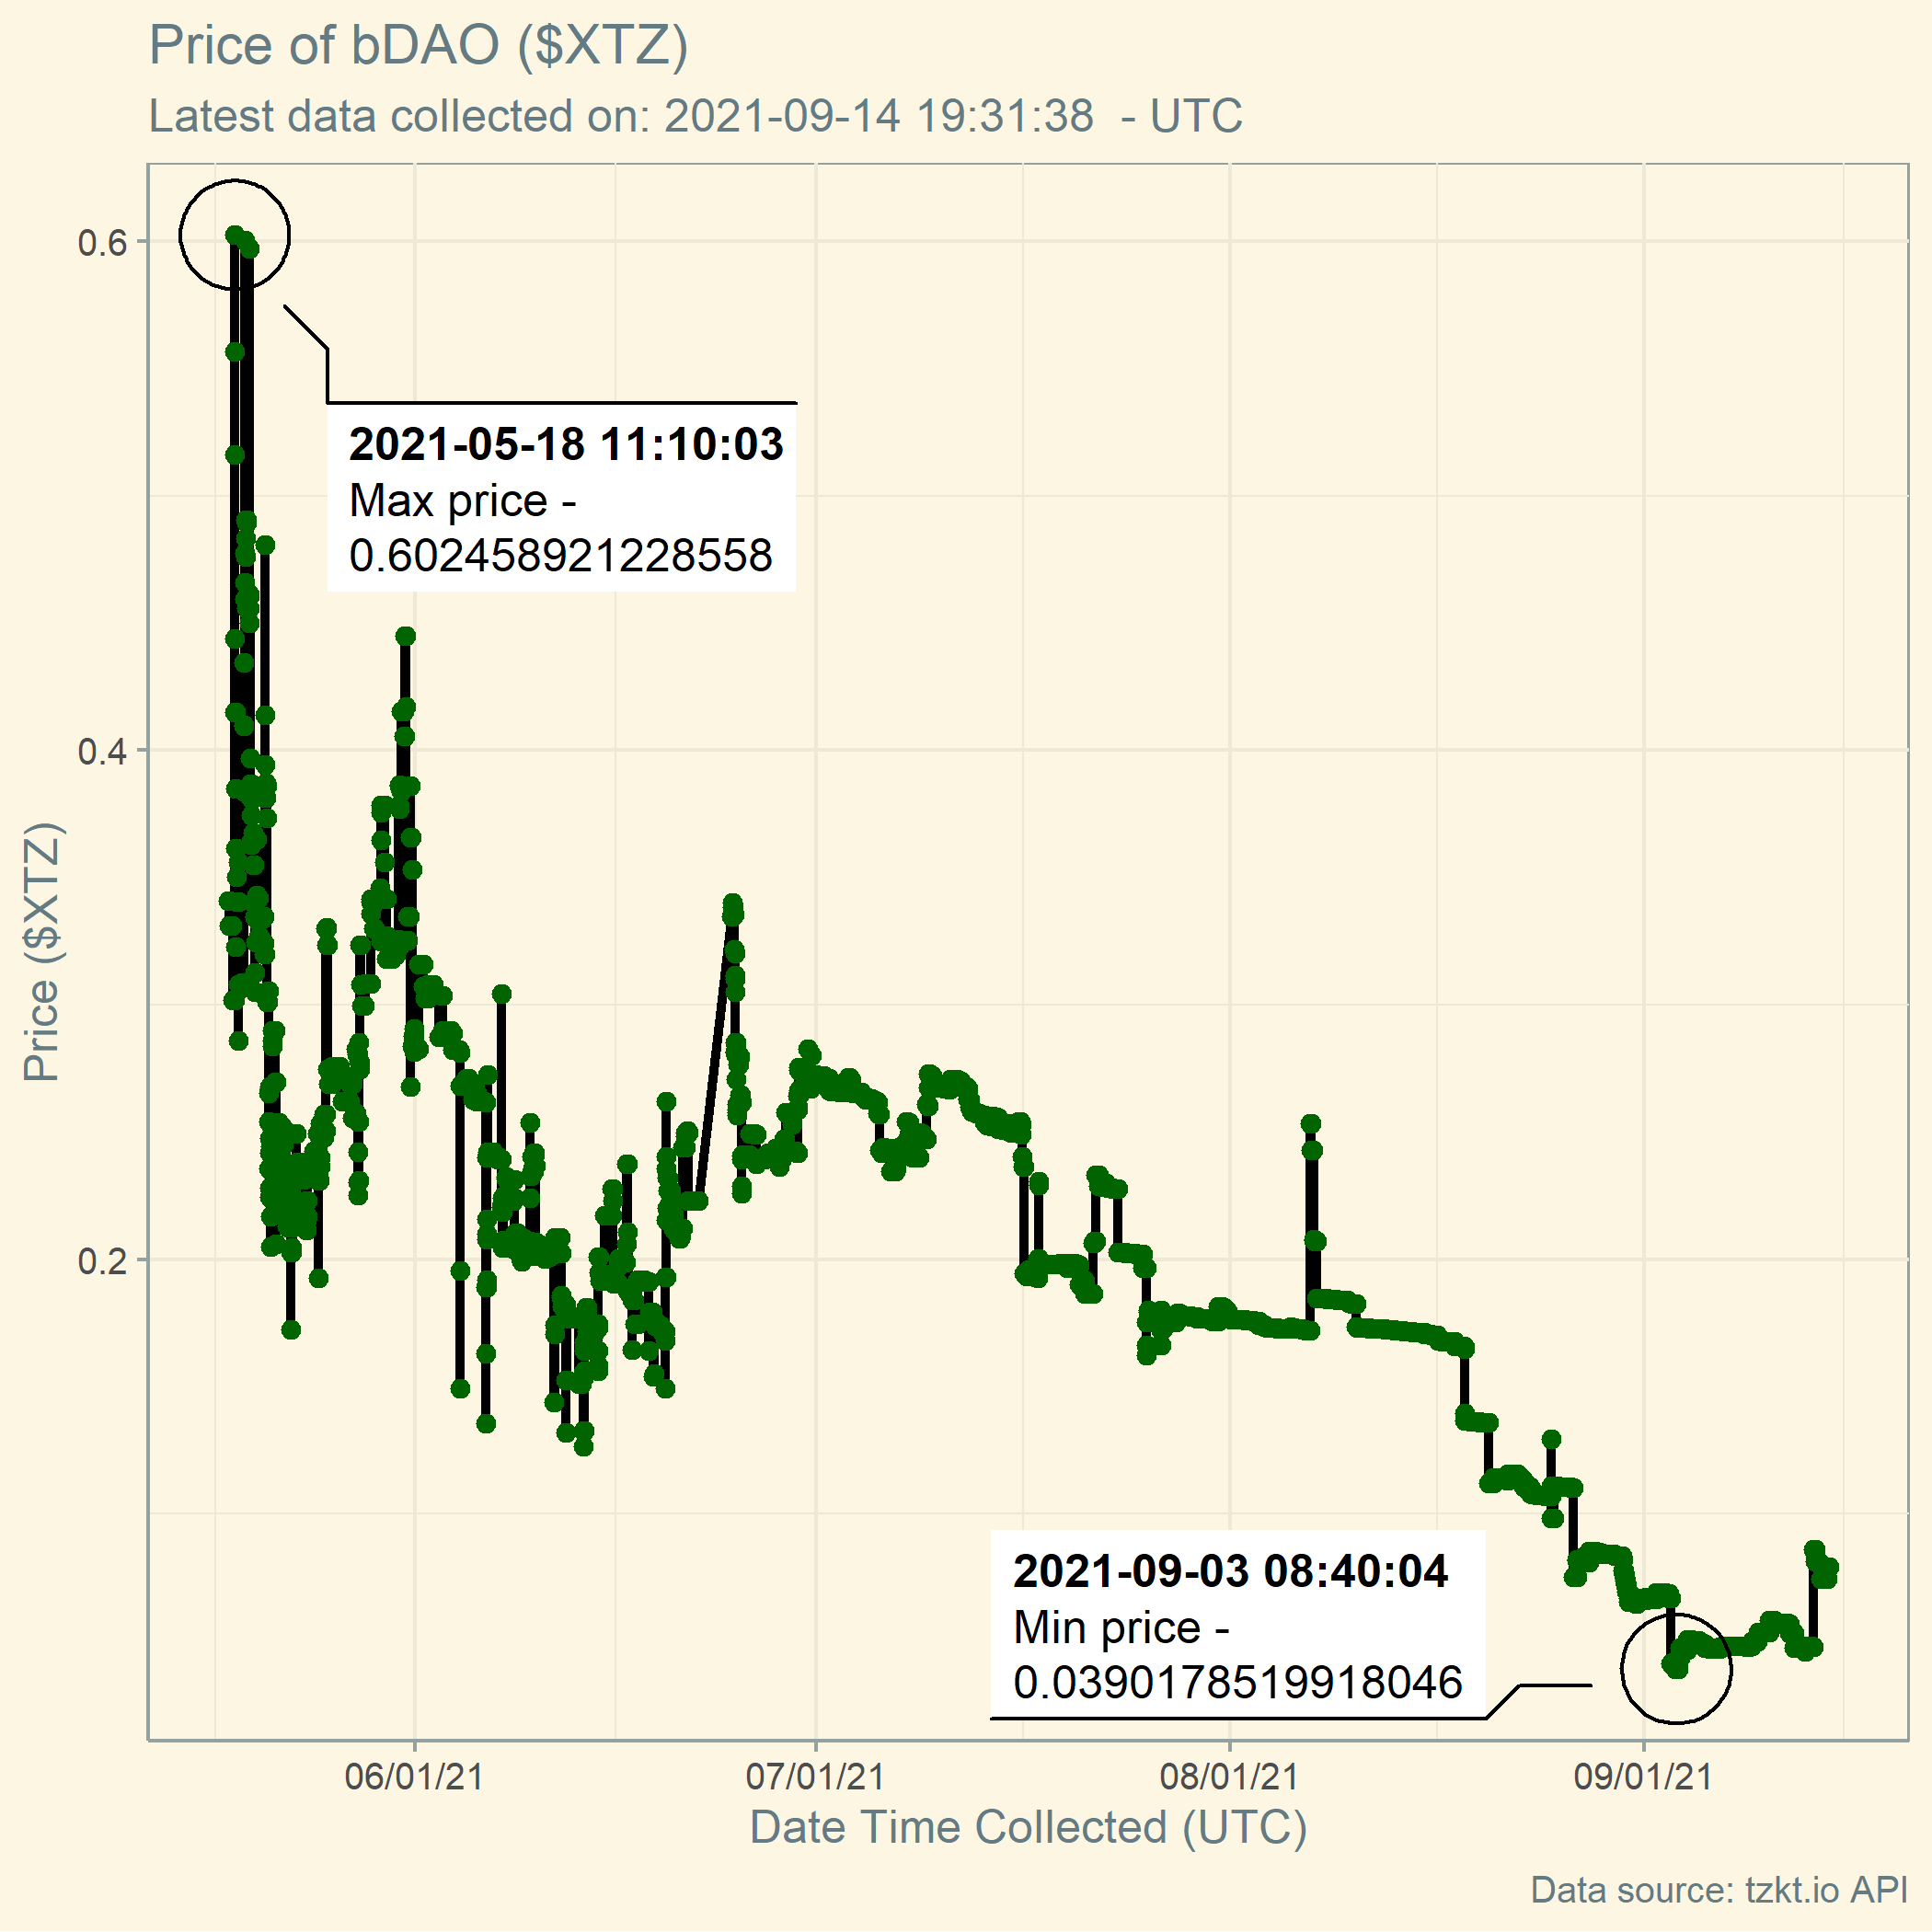 Price of bDAO ($XTZ)
Latest data collected on: 2021-09-14 19:31:38  - UTC
0.6
0.4
0.2
Price ($XTZ)
2021-05-18 11:10:03
Max price -
0.602458921228558
2021-09-03 08:40:04
Min price -
0.0390178519918046
06/01/21
07/01/21
08/01/21
09/01/21
Date Time Collected (UTC)
Data source: tzkt.io API